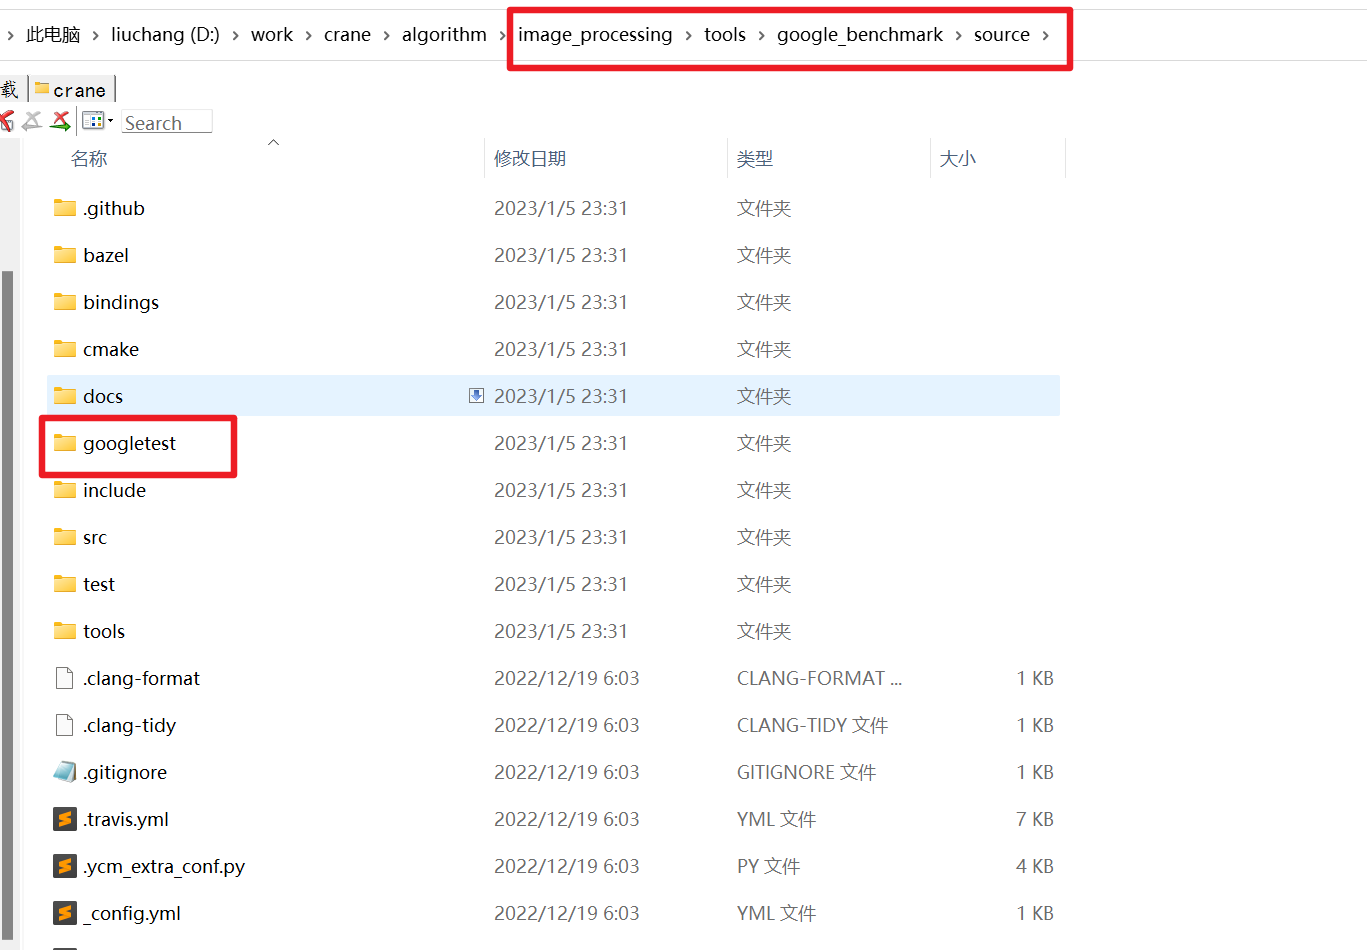 此电脑 > liuchang (D:) > work > crane > algorithm > image_processing > tools > google_benchmark > source >
载 crane
Search
名称 修改日期 类型 大小
.github 2023/1/5 23:31 文件夹
bazel 2023/1/5 23:31 文件夹
bindings 2023/1/5 23:31 文件夹
cmake 2023/1/5 23:31 文件夹
docs 2023/1/5 23:31 文件夹
googletest 2023/1/5 23:31 文件夹
include 2023/1/5 23:31 文件夹
src 2023/1/5 23:31 文件夹
test 2023/1/5 23:31 文件夹
tools 2023/1/5 23:31 文件夹
.clang-format 2022/12/19 6:03 CLANG-FORMAT ... 1 KB
.clang-tidy 2022/12/19 6:03 CLANG-TIDY 文件 1 KB
.gitignore 2022/12/19 6:03 GITIGNORE 文件 1 KB
.travis.yml 2022/12/19 6:03 YML 文件 7 KB
.ycm_extra_conf.py 2022/12/19 6:03 PY 文件 4 KB
_config.yml 2022/12/19 6:03 YML 文件 1 KB